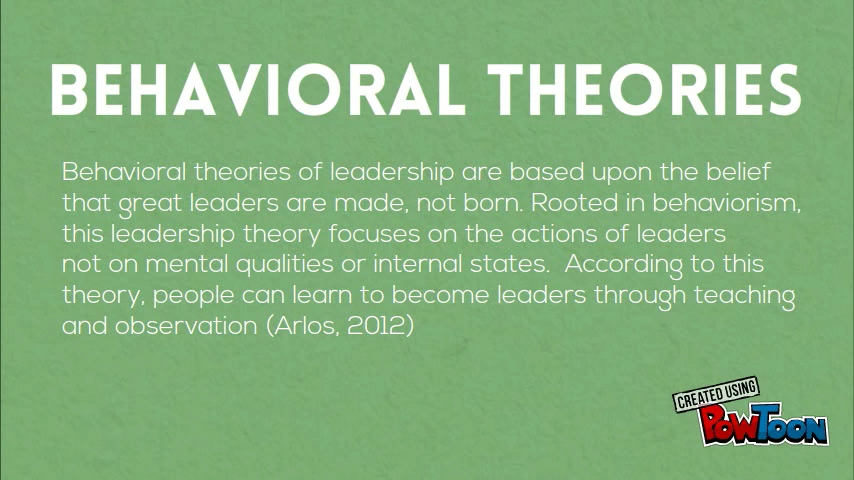 BEHAVIORAL THEORIES
Behavioral theories of leadership are based upon the belief
that great leaders are made, not born. Rooted in behaviorism,
this leadership theory focuses on the actions of leaders
not on mental qualities or internal states.  According to this
theory, people can learn to become leaders through teaching
and observation (Arlos, 2012)
CREATED USING
POWTOON